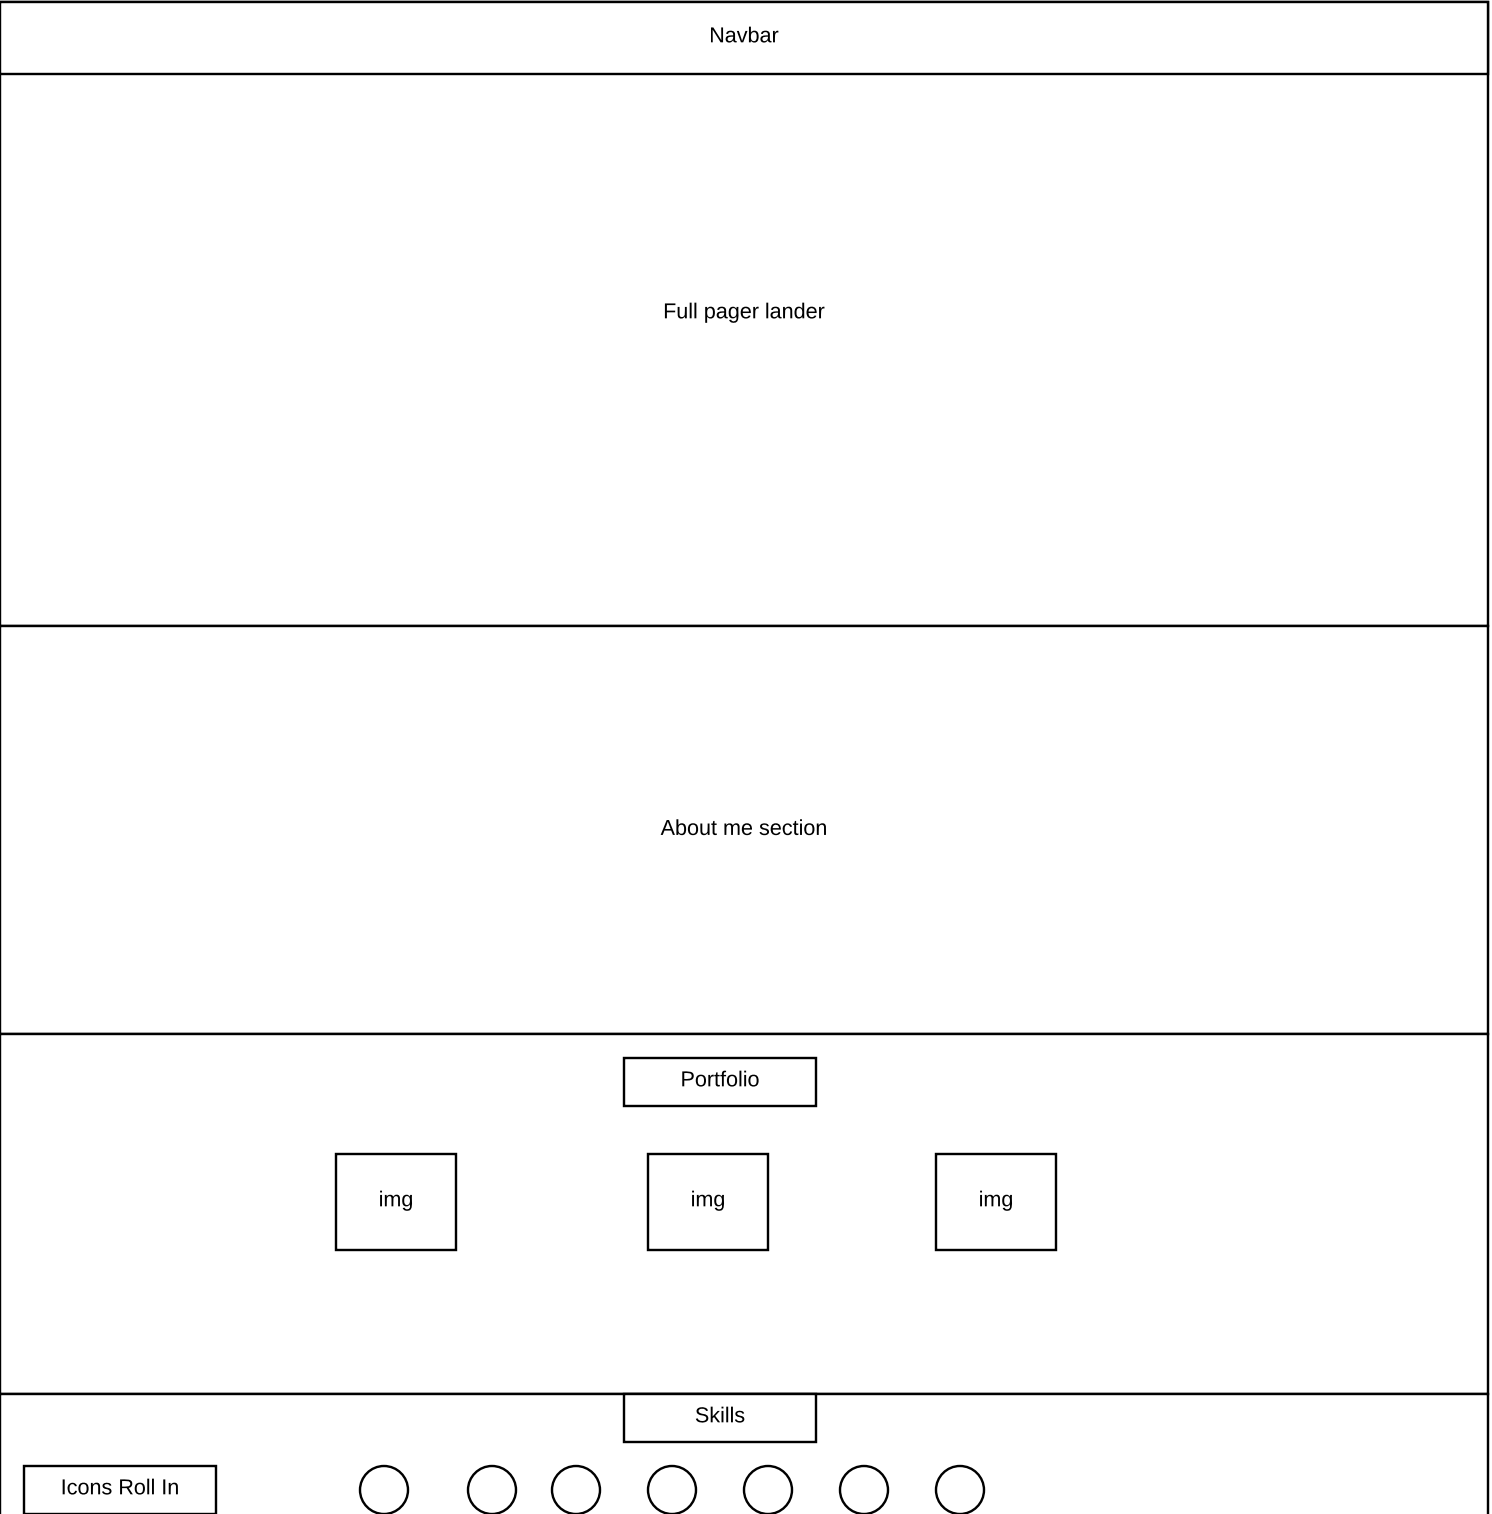 Navbar
Full pager lander
About me section
Portfolio
img
img
img
Skills
Icons Roll In